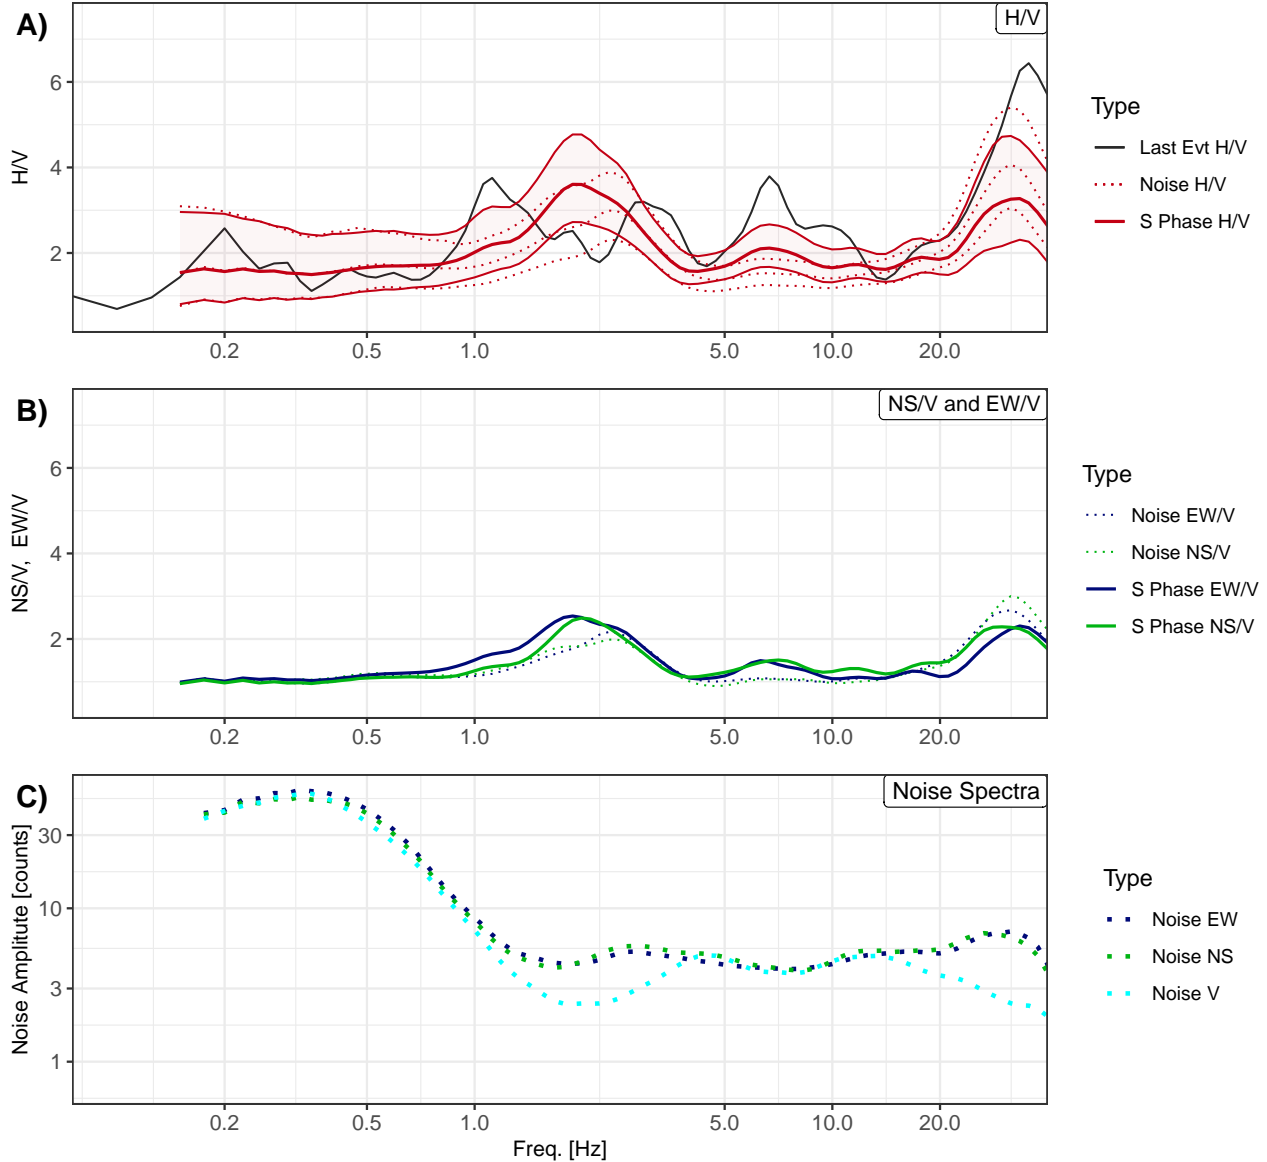 A)
H/V
H/V
6
4
2
0.2 0.5 1.0 5.0 10.0 20.0
Type
Last Evt H/V
Noise H/V
S Phase H/V
B)
NS/V and EW/V
NS/V, EW/V
6
4
2
0.2 0.5 1.0 5.0 10.0 20.0
Type
Noise EW/V
Noise NS/V
S Phase EW/V
S Phase NS/V
C)
Noise Spectra
Noise Amplitute [counts]
30
10
3
1
0.2 0.5 1.0 5.0 10.0 20.0
Freq. [Hz]
Type
Noise EW
Noise NS
Noise V